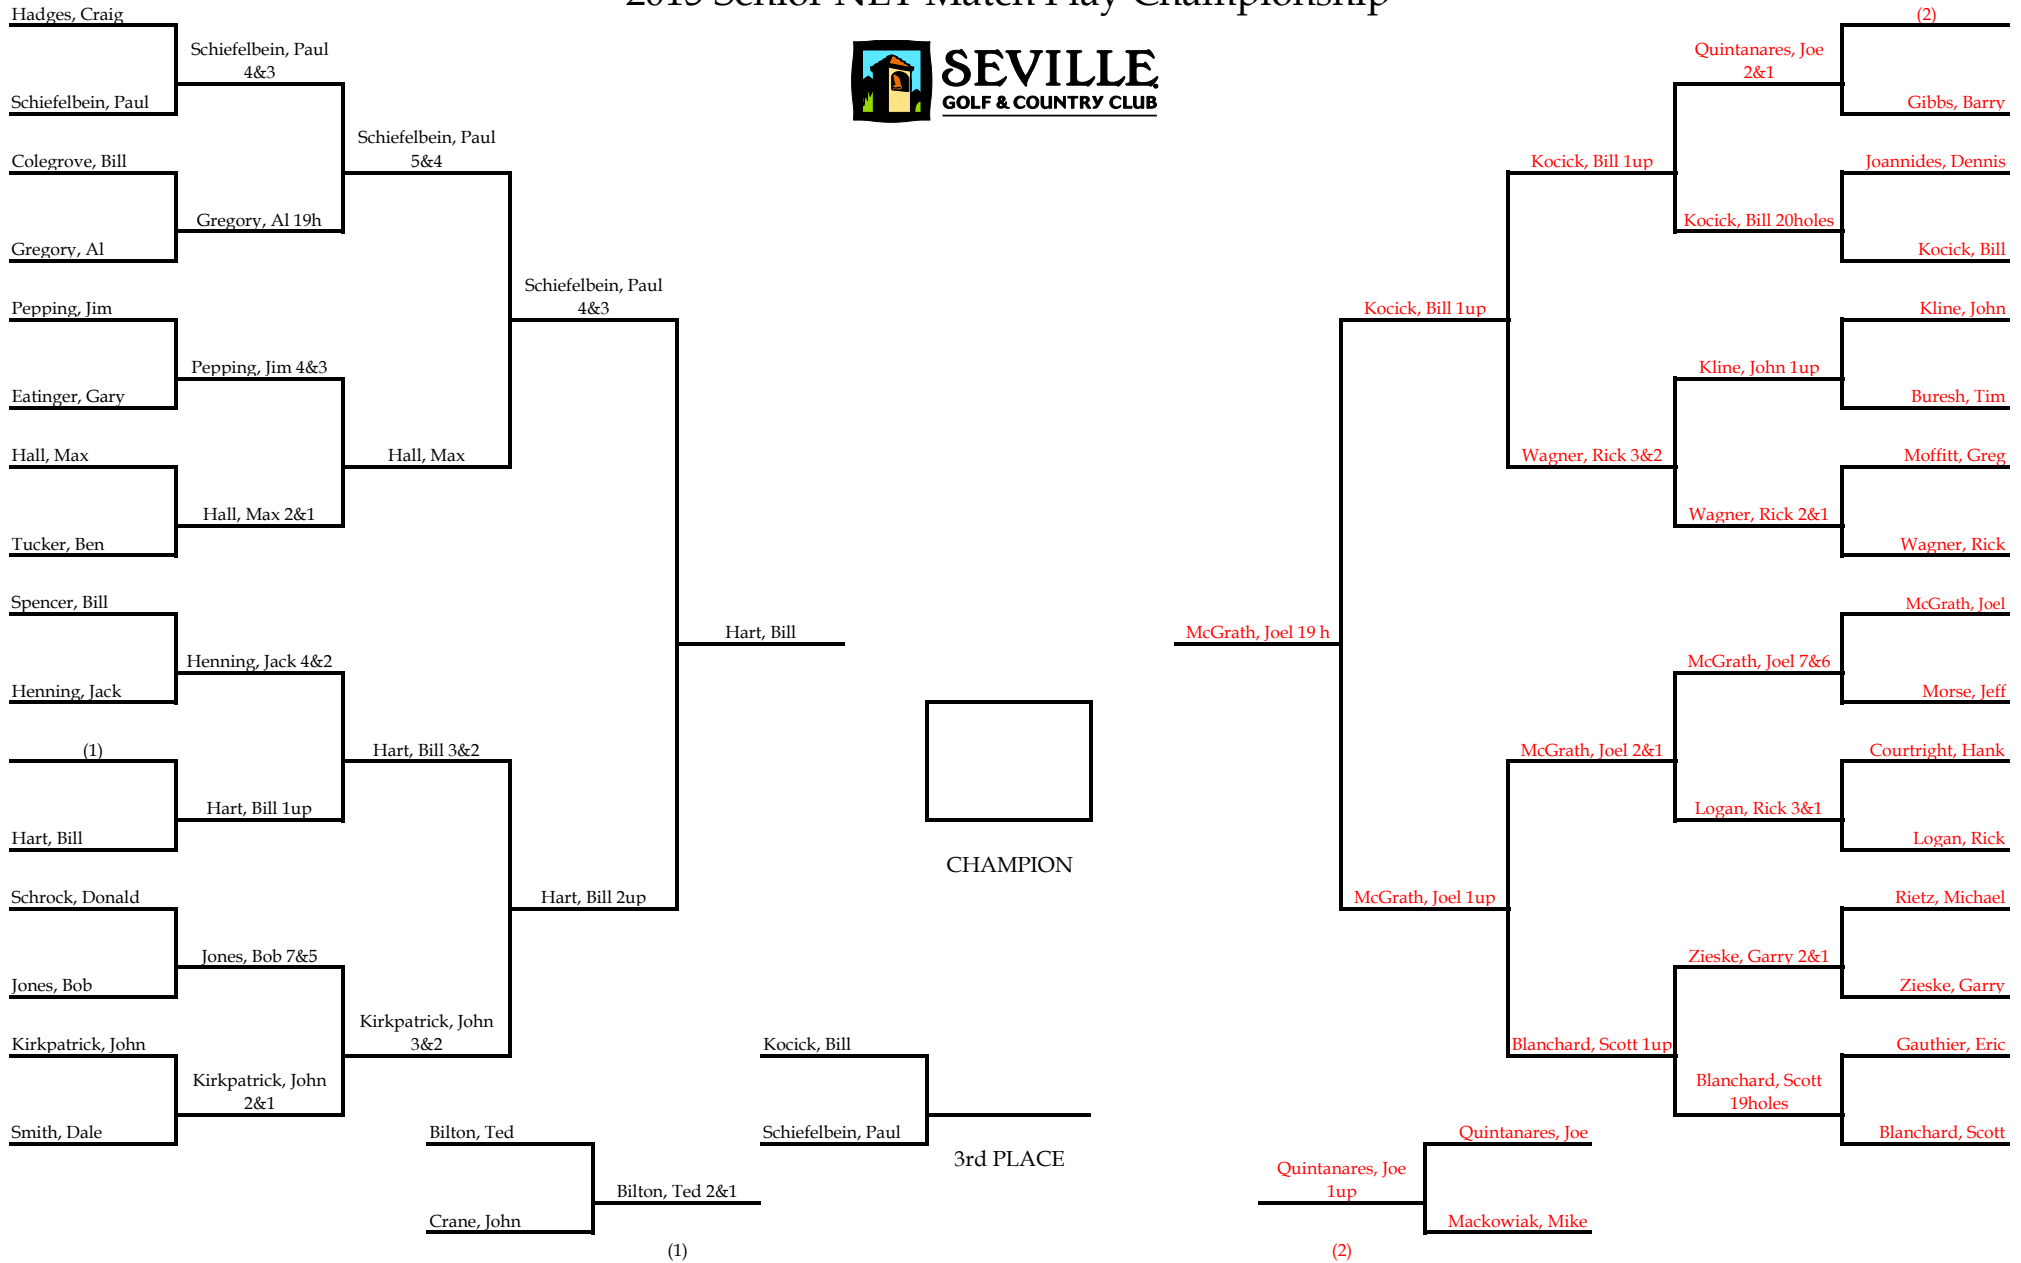 Senior NET Match Play Championship
SEVILLE
GOLF & COUNTRY CLUB
Hadges, Craig
Schiefelbein, Paul
Colegrove, Bill
Gregory, Al
Pepping, Jim
Eatinger, Gary
Hall, Max
Tucker, Ben
Spencer, Bill
Henning, Jack
(1)
Hart, Bill
Schrock, Donald
Jones, Bob
Kirkpatrick, John
Smith, Dale
Schiefelbein, Paul
4&3
Gregory, Al 19h
Pepping, Jim 4&3
Hall, Max 2&1
Henning, Jack 4&2
Hart, Bill 1up
Jones, Bob 7&5
Kirkpatrick, John
2&1
Schiefelbein, Paul
5&4
Hall, Max
Hart, Bill 3&2
Kirkpatrick, John
3&2
Schiefelbein, Paul
4&3
Hart, Bill 2up
Hart, Bill
Bilton, Ted
Crane, John
Bilton, Ted 2&1
(1)
CHAMPION
Kocick, Bill
Schiefelbein, Paul
3rd PLACE
McGrath, Joel 19 h
Kocick, Bill 1up
McGrath, Joel 1up
Kocick, Bill 1up
Wagner, Rick 3&2
McGrath, Joel 2&1
Blanchard, Scott 1up
Quintanares, Joe
2&1
Kocick, Bill 20holes
Kline, John 1up
Wagner, Rick 2&1
McGrath, Joel 7&6
Logan, Rick 3&1
Zieske, Garry 2&1
Blanchard, Scott
19holes
(2)
Gibbs, Barry
Joannides, Dennis
Kocick, Bill
Kline, John
Buresh, Tim
Moffitt, Greg
Wagner, Rick
McGrath, Joel
Morse, Jeff
Courtright, Hank
Logan, Rick
Rietz, Michael
Zieske, Garry
Gauthier, Eric
Blanchard, Scott
Quintanares, Joe
Mackowiak, Mike
Quintanares, Joe
1up
(2)